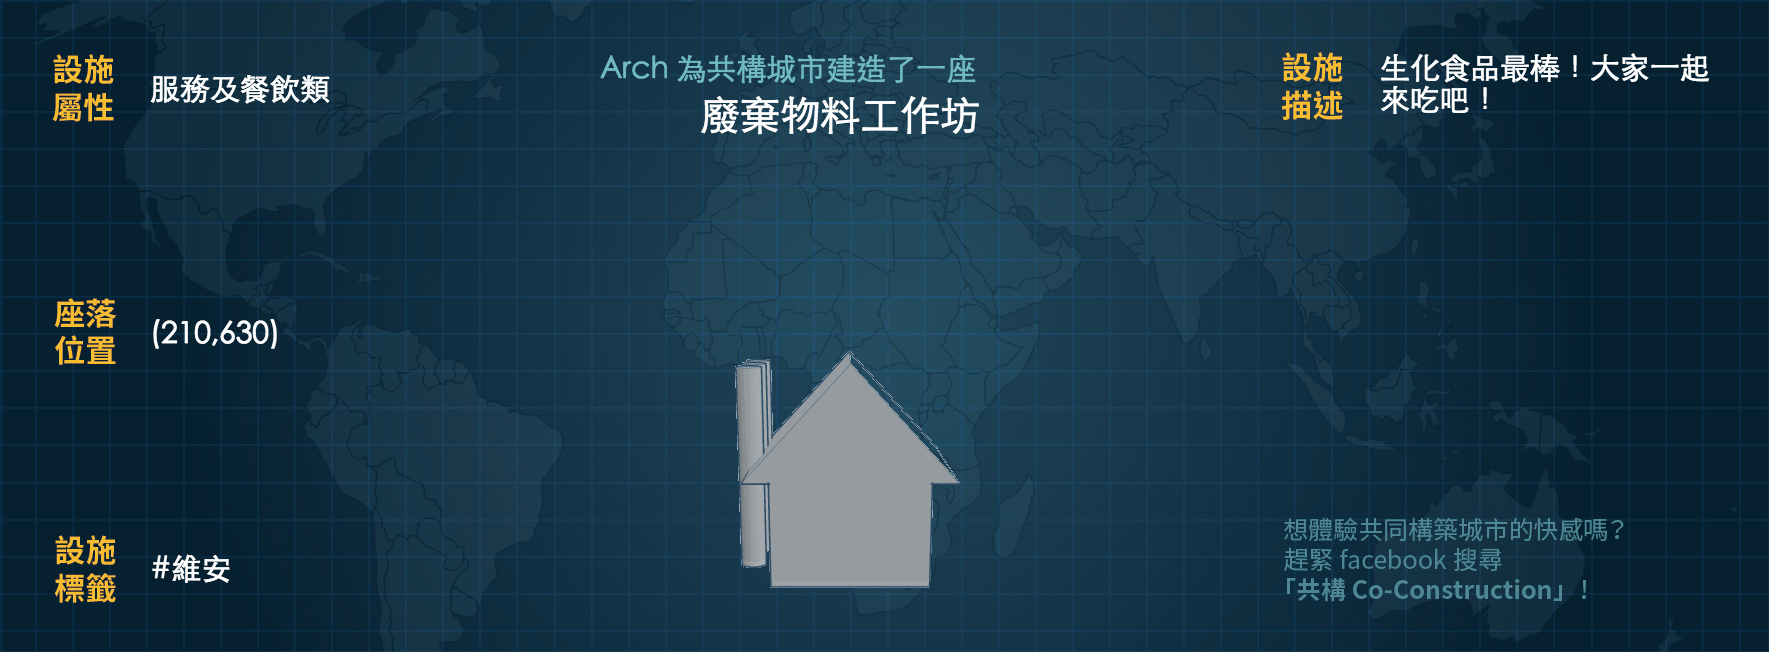 設施
屬性
服務及餐飲類
Arch 為共構城市建造了一座
廢棄物料工作坊
設施
描述
生化食品最棒！大家一起
來吃吧！
座落
位置
(210,630)
設施
標籤
#維安
想體驗共同構築城市的快感嗎？
趕緊 facebook 搜尋
「共構 Co-Construction」！